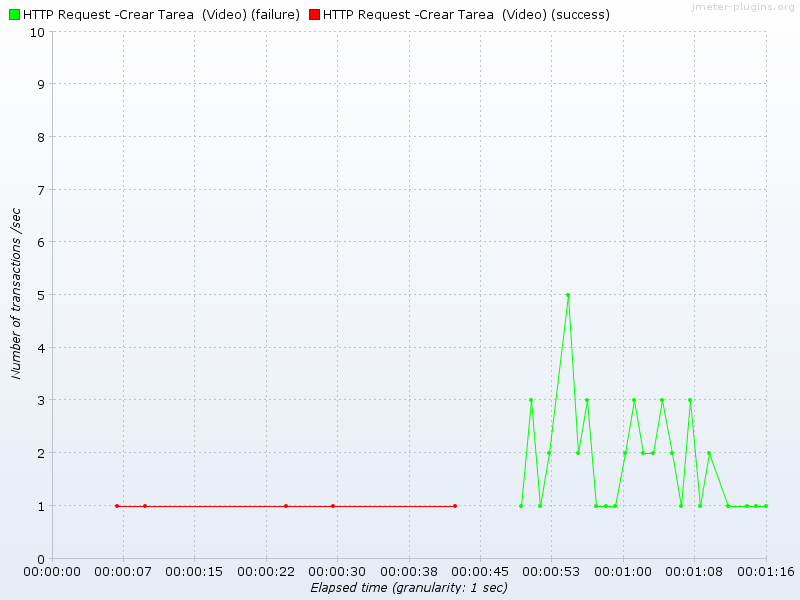 HTTP Request -Crear Tarea  (Video) (failure) HTTP Request -Crear Tarea  (Video) (success)
jmeter-plugins.org
10
9
8
7
6
5
4
3
2
1
0
Number of transactions /sec
00:00:00 00:00:07 00:00:15 00:00:22 00:00:30 00:00:38 00:00:45 00:00:53 00:01:00 00:01:08 00:01:16
Elapsed time (granularity: 1 sec)